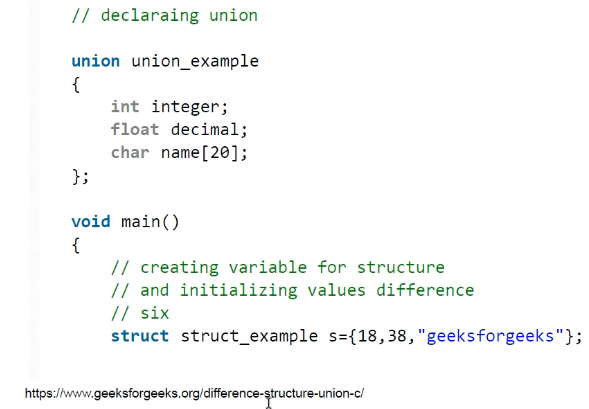 // declaraing union
union union_example
{
int integer;
float decimal;
char name[20];
};
void main()
{
// creating variable for structure
// and initializing values difference
// six
struct struct_example s={18,38,"geeksforgeeks"};
https://www.geeksforgeeks.org/difference-structure-union-c/